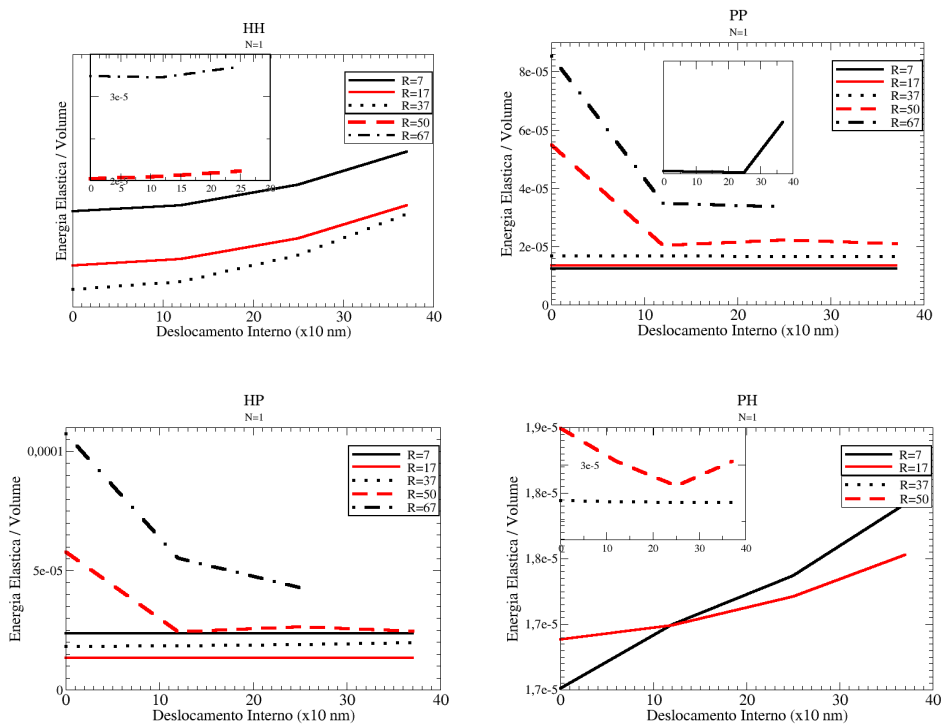 HH
N=1
Energia Elastica / Volume
3e-5
2e-5
0 5 10 15 20 25 30
R=7
R=17
R=37
R=50
R=67
0 10 20 30 40
Deslocamento Interno (x10 nm)
PP
N=1
Energia Elastica / Volume
8e-05
6e-05
4e-05
2e-05
0
0 10 20 30 40
R=7
R=17
R=37
R=50
R=67
0 10 20 30 40
Deslocamento Interno (x10 nm)
HP
N=1
Energia Elastica / Volume
0,0001
5e-05
0
R=7
R=17
R=37
R=50
R=67
0 10 20 30 40
Deslocamento Interno (x10 nm)
PH
N=1
Energia Elastica / Volume
1,9e-5
1,8e-5
1,8e-5
1,7e-5
1,7e-5
3e-5
0 10 20 30 40
R=7
R=17
R=37
R=50
0 10 20 30 40
Deslocamento Interno (x10 nm)